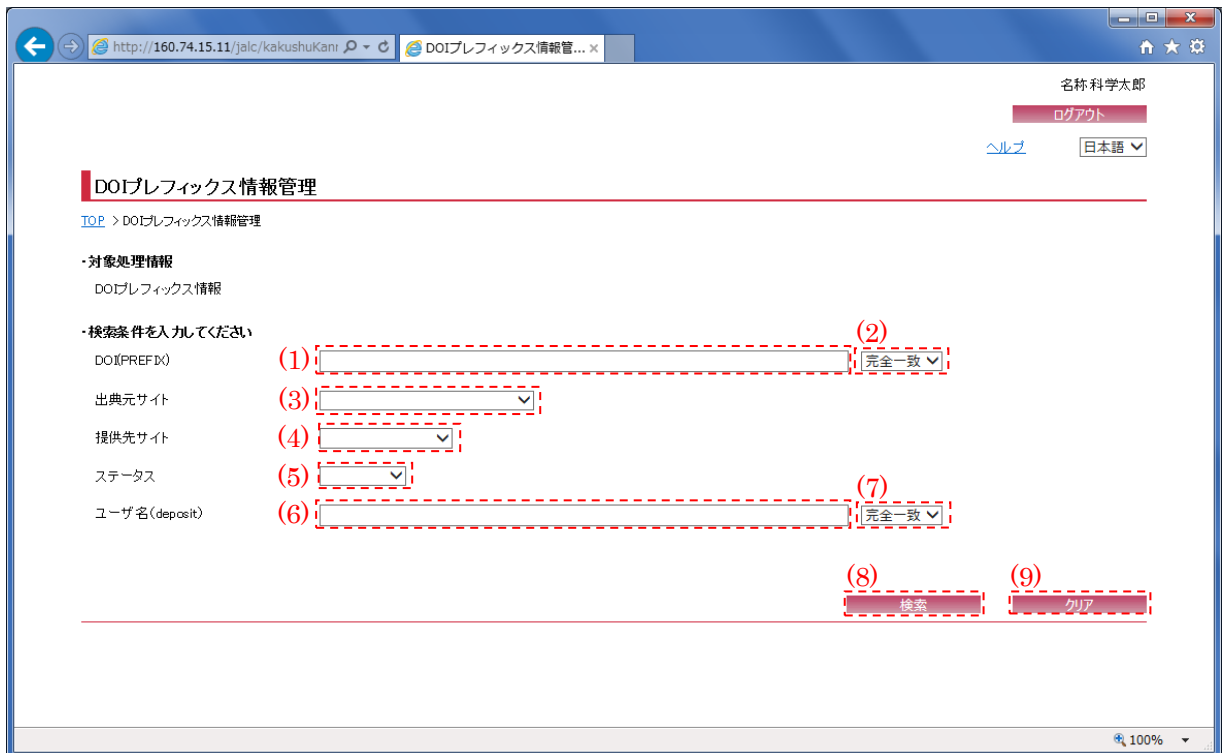 http://160.74.15.11/jalc/kakushuKani
DOIプレフィックス情報管...
名称 科学太郎
ログアウト
ヘルプ 日本語
DOIプレフィックス情報管理
TOP >DOIプレフィックス情報管理
・対象処理情報
DOIプレフィックス情報
・検索条件を入力してください
(2)
DOI(PREFIX) (1) 完全一致
出典元サイト (3)
提供先サイト (4)
ステータス (5)
(7)
ユーザ名(deposit) (6) 完全一致
(8) (9)
検索 クリア
100%